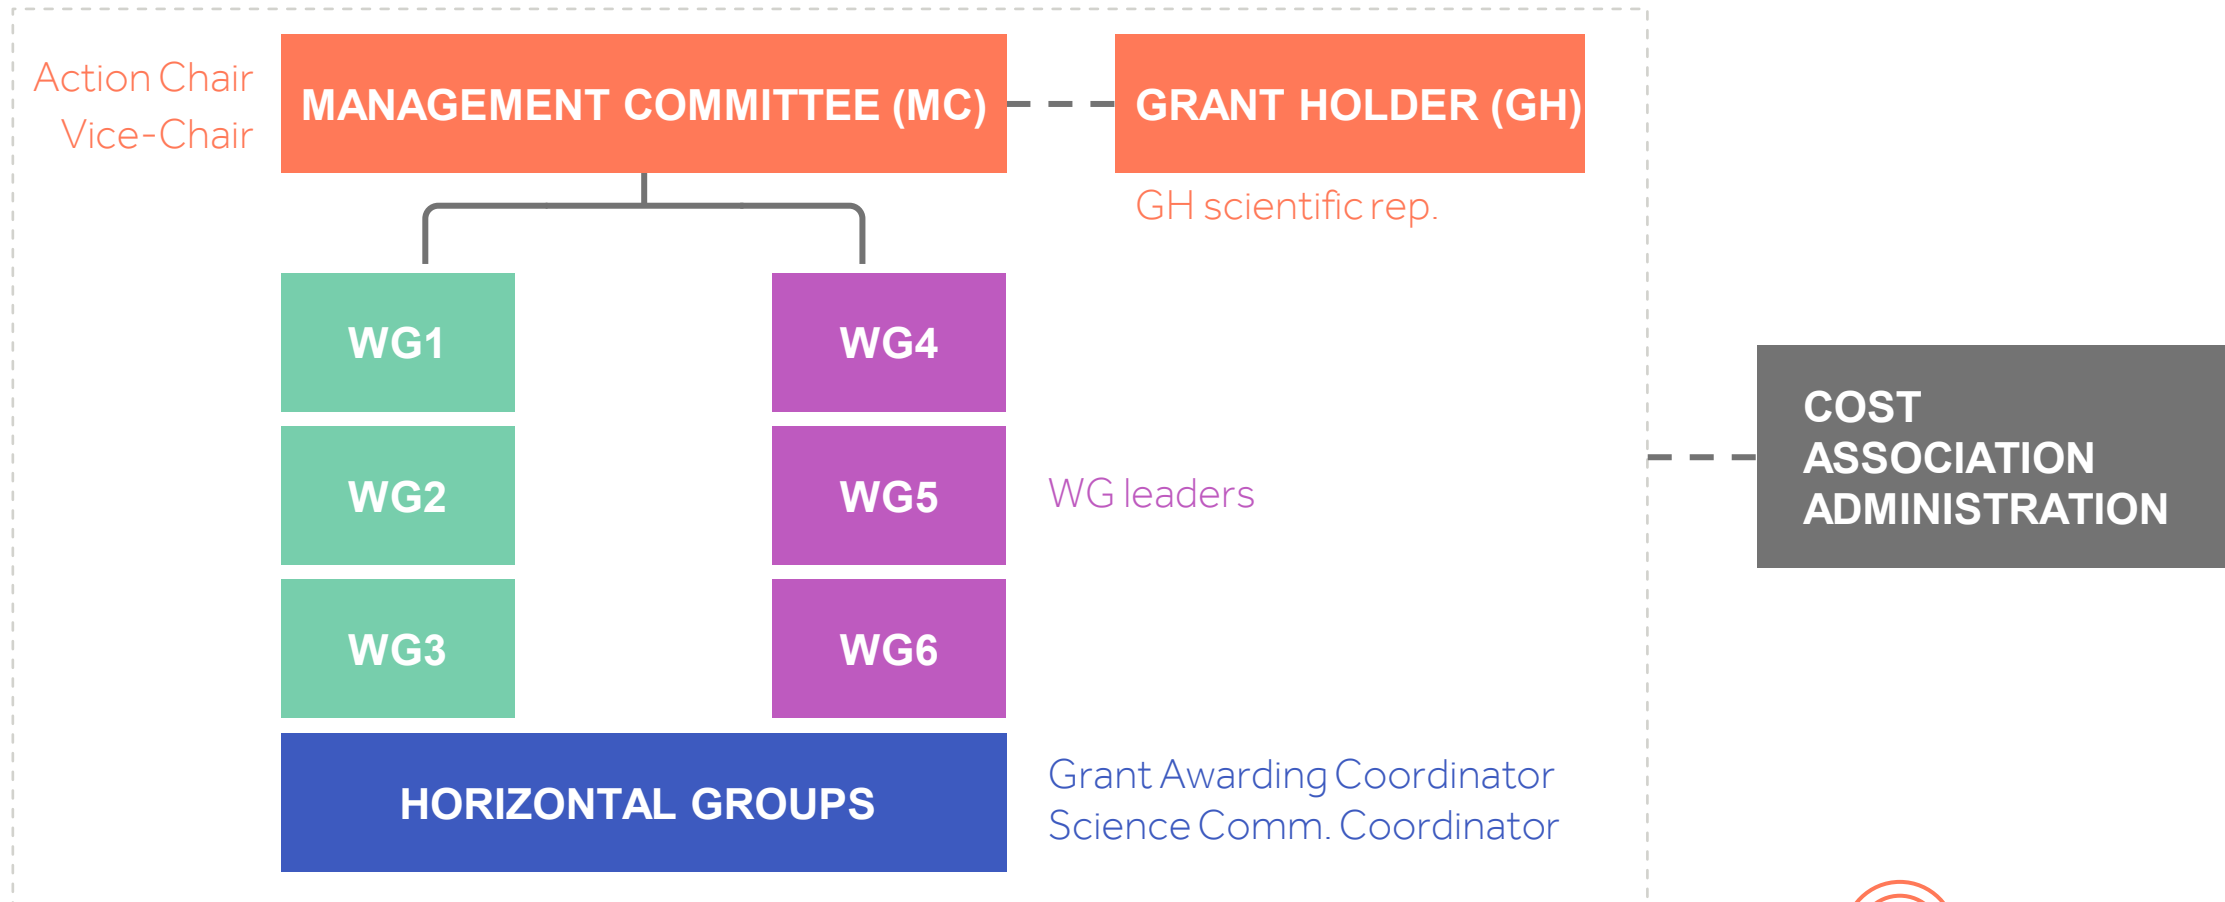 Action Chair
Vice-Chair
MANAGEMENT COMMITTEE (MC)
GRANT HOLDER (GH)
GH scientific rep.
WG1
WG4
WG2
WG5
WG leaders
WG3
WG6
HORIZONTAL GROUPS
Grant Awarding Coordinator
Science Comm. Coordinator
COST
ASSOCIATION
ADMINISTRATION